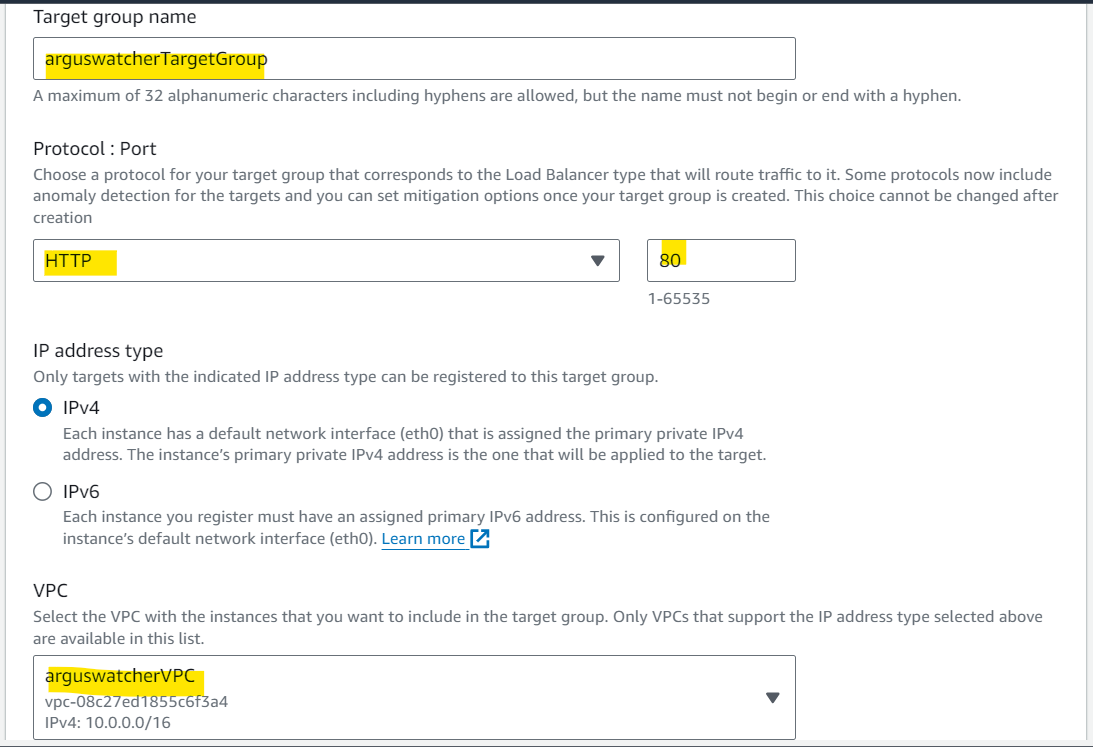 Target group name
arguswatcherTargetGroup
A maximum of 32 alphanumeric characters including hyphens are allowed, but the name must not begin or end with a hyphen.
Protocol : Port
Choose a protocol for your target group that corresponds to the Load Balancer type that will route traffic to it. Some protocols now include
anomaly detection for the targets and you can set mitigation options once your target group is created. This choice cannot be changed after
creation
HTTP
80
1-65535
IP address type
Only targets with the indicated IP address type can be registered to this target group.
IPv4
Each instance has a default network interface (eth0) that is assigned the primary private IPv4
address. The instance's primary private IPv4 address is the one that will be applied to the target.
IPv6
Each instance you register must have an assigned primary IPv6 address. This is configured on the
instance's default network interface (eth0). Learn more
VPC
Select the VPC with the instances that you want to include in the target group. Only VPCs that support the IP address type selected above
are available in this list.
arguswatcherVPC
vpc-08c27ed1855c6f3a4
IPv4: 10.0.0.0/16